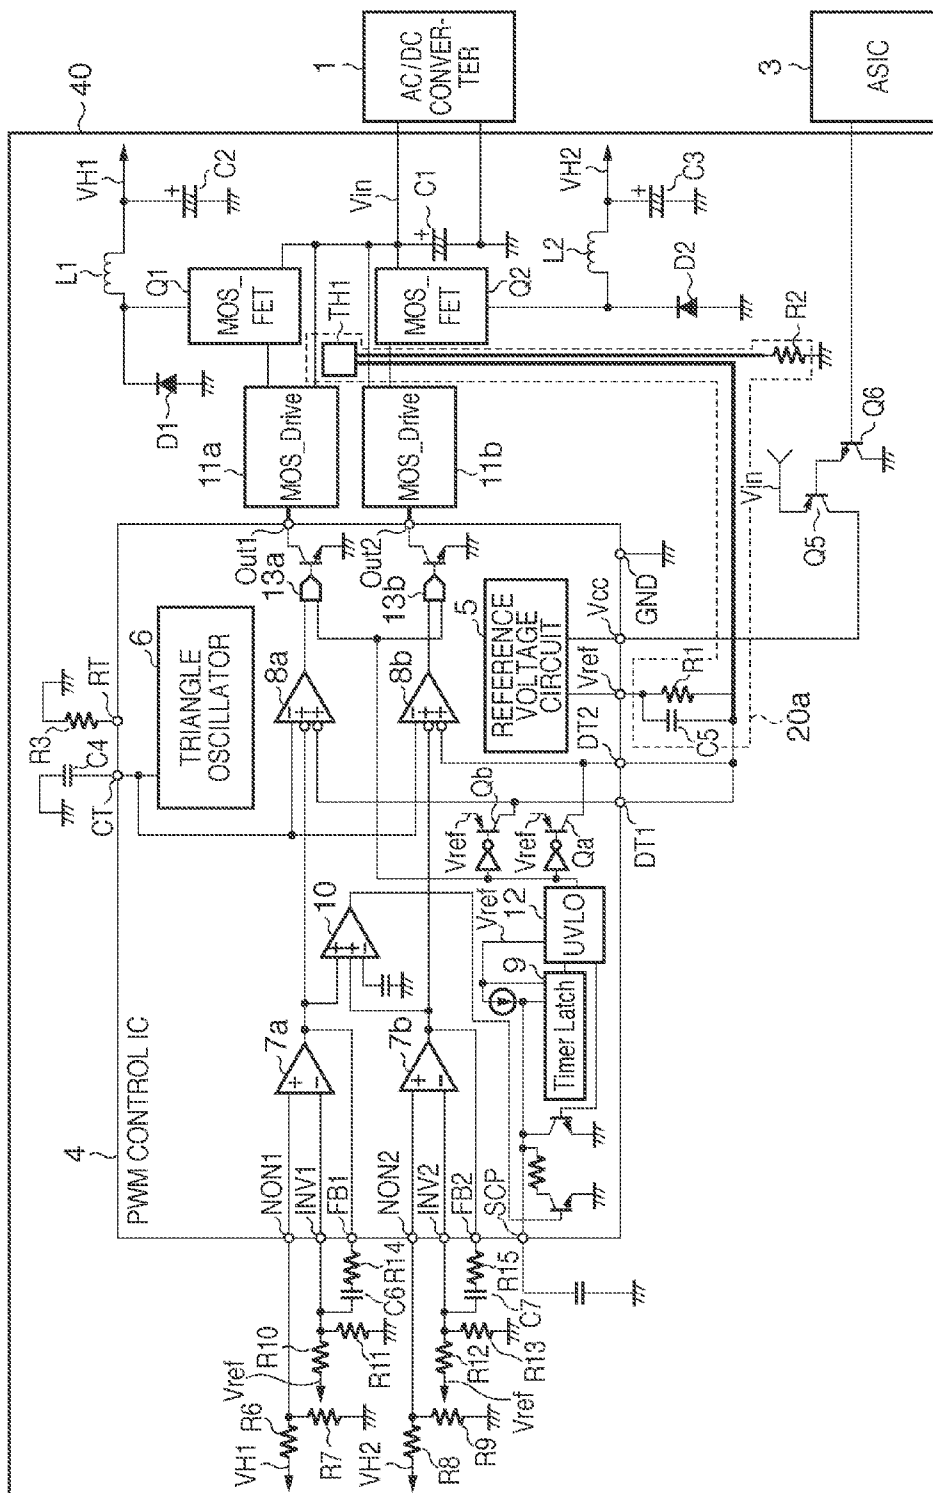 40
1
AC/DC
CONVER-
TER
3
ASIC
VH1
C2
L1
Vin
C1
VH2
C3
L2
D2
Q1
MOS_
FET
TH1
MOS_
FET
Q2
R2
D1
11a
MOS_Drive
MOS_Drive
11b
Q6
Vin
Q5
Out1
13a
Out2
13b
GND
Vcc
6
TRIANGLE
OSCILLATOR
RT
R3
C4
CT
8a
8b
5
REFERENCE
VOLTAGE
CIRCUIT
Vref
R1
C5
20a
DT2
DT1
Vref
Qb
Vref
Qa
10
Vref
12
UVLO
9
Timer Latch
7a
7b
4
PWM CONTROL IC
NON1
INV1
FB1
NON2
INV2
FB2
SCP
R14
C6
R15
C7
R10
R11
Vref
R12
R13
Vref
R6
VH1
R7
VH2
R8
R9